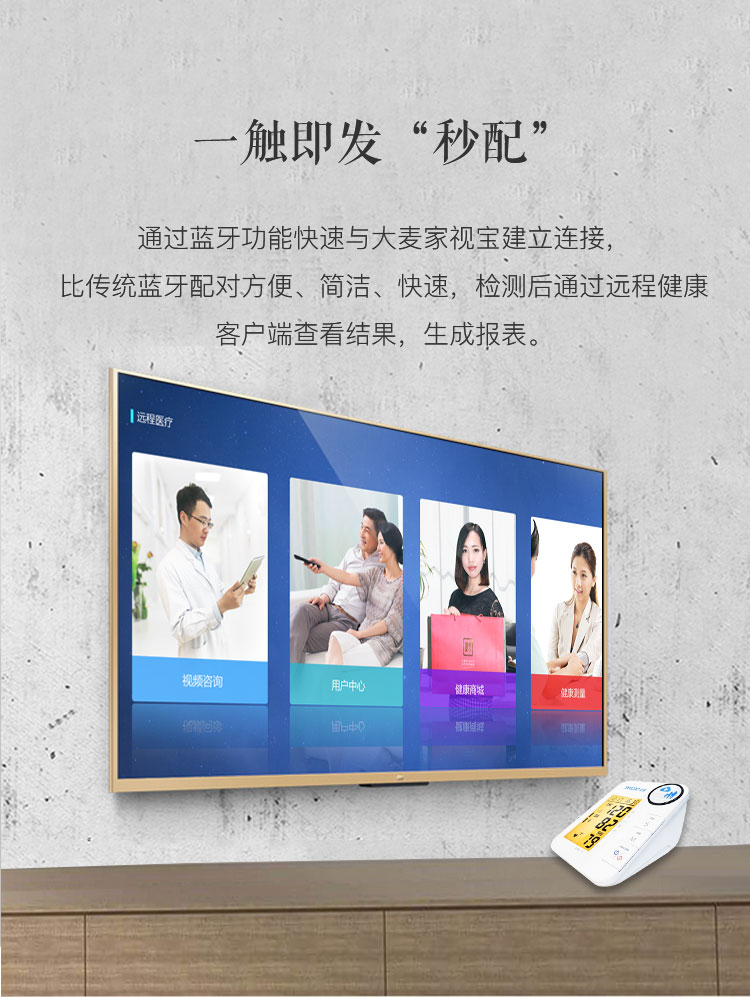 一触即发“秒配”
通过蓝牙功能快速与大麦家视宝建立连接，
比传统蓝牙配对方便、简洁、快速，检测后通过远程健康
客户端查看结果，生成报表。
远程医疗
视频咨询
用户中心
健康商城
健康测量
120
82
79